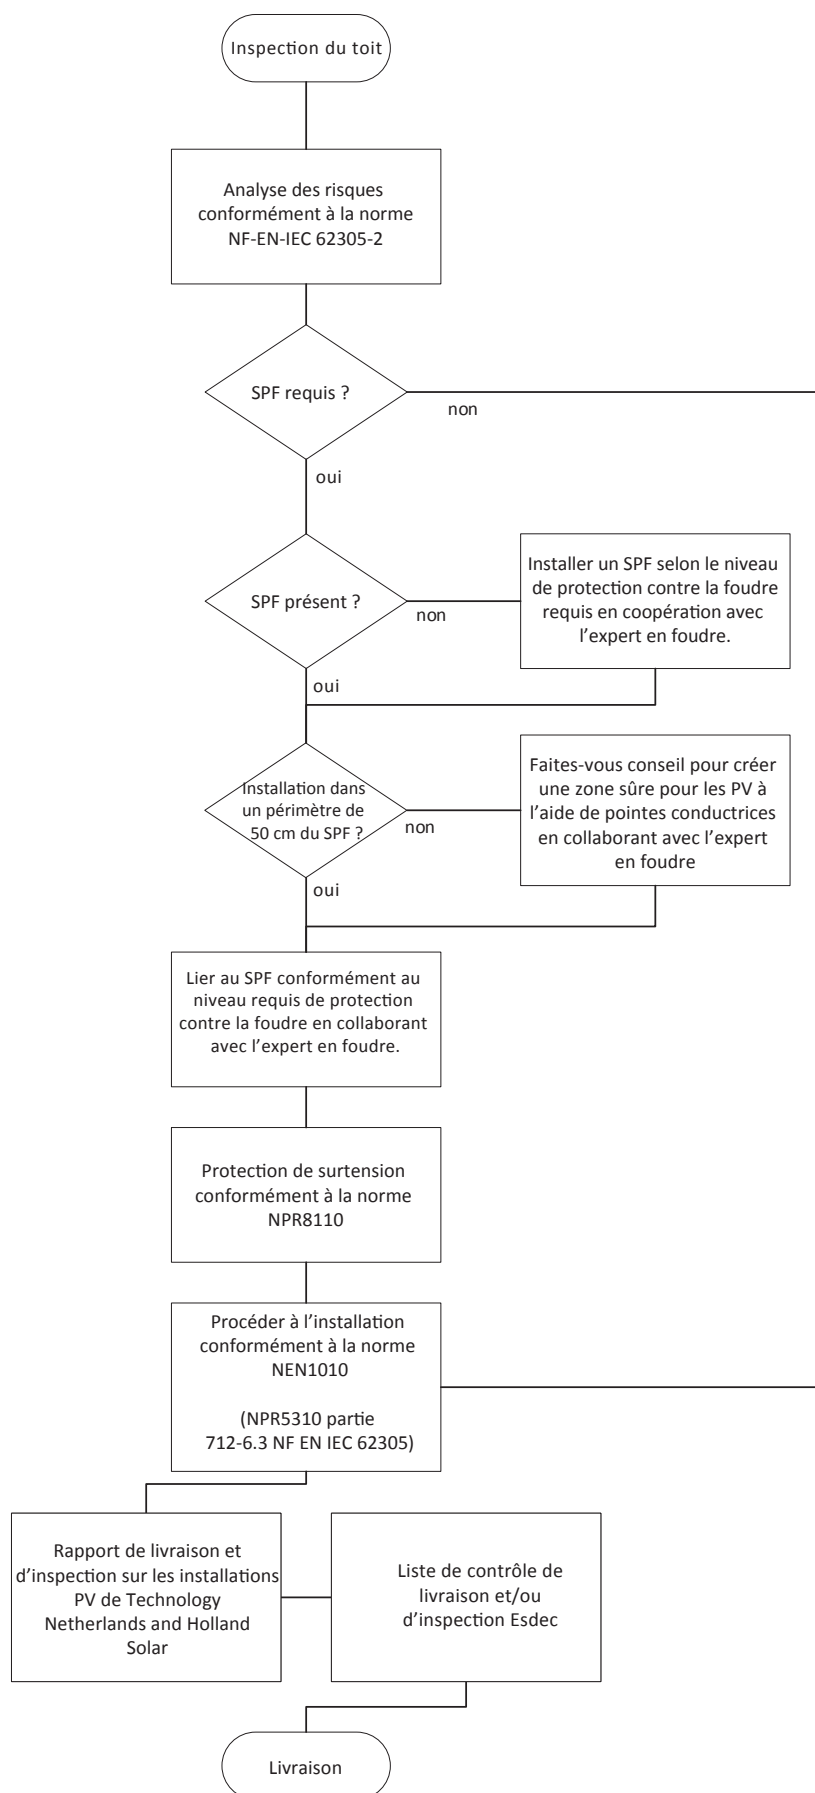 Inspection du toit
Analyse des risques
conformément à la norme
NF-EN-IEC 62305-2
SPF requis ?
non
oui
SPF présent ?
non
Installer un SPF selon le niveau
de protection contre la foudre
requis en coopération avec
l’expert en foudre.
oui
Installation dans
un périmètre de
50 cm du SPF ?
non
Faites-vous conseil pour créer
une zone sûre pour les PV à
l’aide de pointes conductrices
en collaborant avec l’expert
en foudre
oui
Lier au SPF conformément au
niveau requis de protection
contre la foudre en collaborant
avec l’expert en foudre.
Protection de surtension
conformément à la norme
NPR8110
Procéder à l’installation
conformément à la norme
NEN1010
(NPR5310 partie
712-6.3 NF EN IEC 62305)
Rapport de livraison et
d’inspection sur les installations
PV de Technology
Netherlands and Holland
Solar
Liste de contrôle de
livraison et/ou
d’inspection Esdec
Livraison